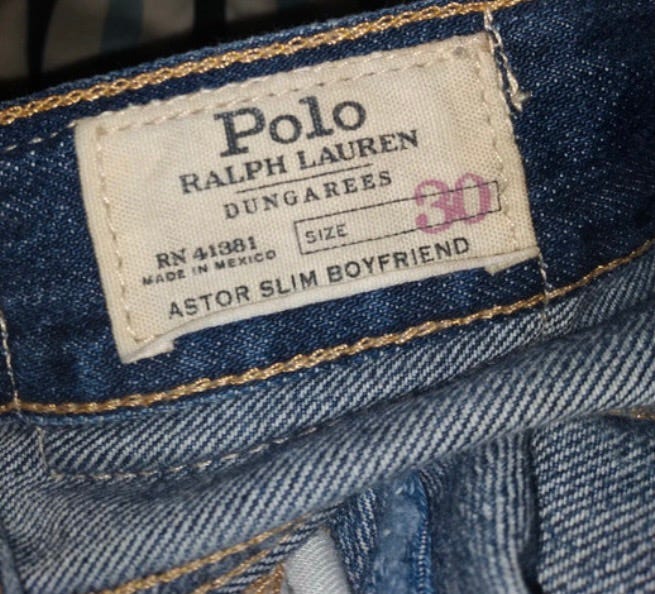 Polo
RALPH LAUREN
DUNGAREES
RN 41381
MADE IN MEXICO
SIZE 30
ASTOR SLIM BOYFRIEND